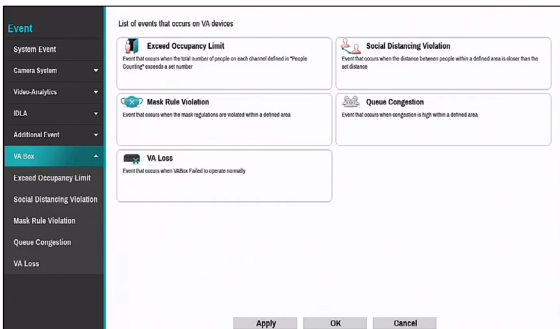 Event
System Event
Camera System
Video-Analytics
IDLA
Additional Event
VA Box
Exceed Occupancy Limit
Social Distancing Violation
Mask Rule Violation
Queue Congestion
VA Loss
List of events that occurs on VA devices
Exceed Occupancy Limit
Event that occurs when the total number of people on each channel defined in "People
Counting" exceeds a set number
Social Distancing Violation
Event that occurs when the distance between people within a defined area is closer than the
set distance
Mask Rule Violation
Event that occurs when the mask regulations are violated within a defined area
Queue Congestion
Event that occurs when congestion is high within a defined area
VA Loss
Event that occurs when VABox Failed to operate normally
Apply
OK
Cancel